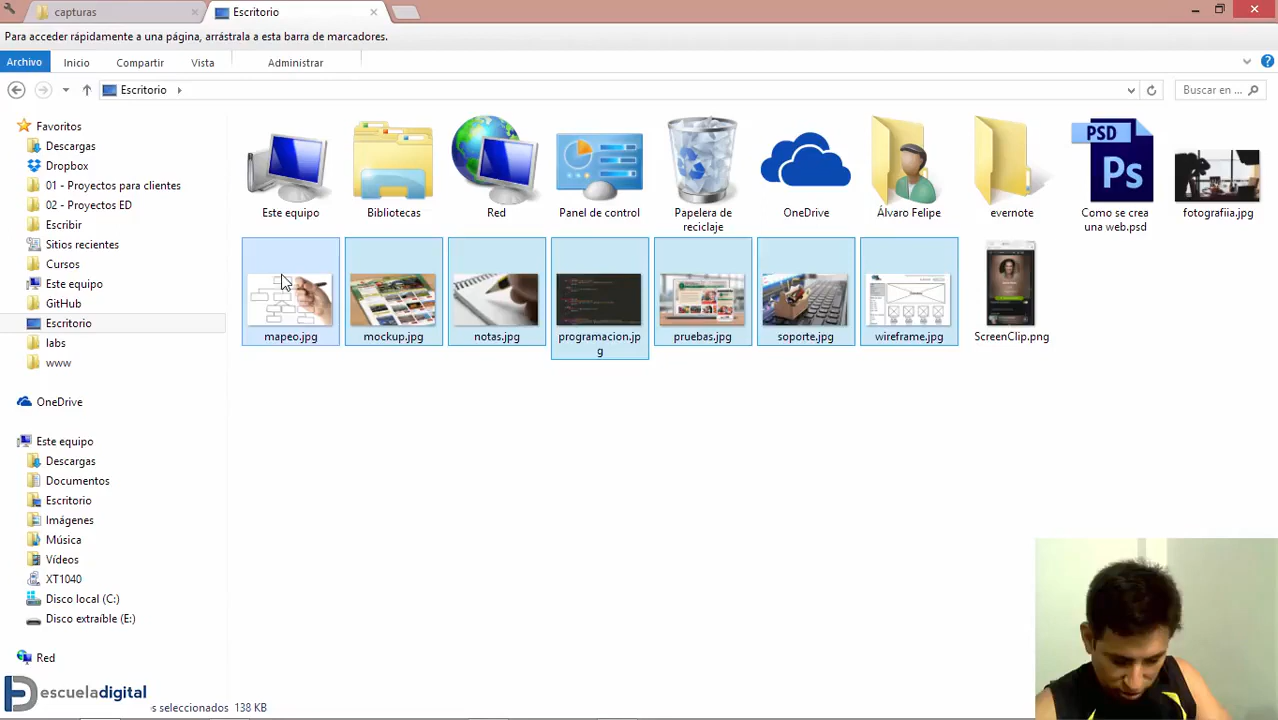 capturas
Escritorio
Para acceder rápidamente a una página, arrástrala a esta barra de marcadores.
Archivo
Inicio
Compartir
Vista
Administrar
Escritorio
Buscar en ...
Favoritos
Descargas
Dropbox
01 - Proyectos para clientes
02 - Proyectos ED
Escribir
Sitios recientes
Cursos
Este equipo
GitHub
Escritorio
labs
www
OneDrive
Este equipo
Descargas
Documentos
Escritorio
Imágenes
Música
Vídeos
XT1040
Disco local (C:)
Disco extraíble (E:)
Red
Este equipo
Bibliotecas
Red
Panel de control
Papelera de
reciclaje
OneDrive
Álvaro Felipe
evernote
PSD
Ps
Como se crea
una web.psd
fotografiia.jpg
mapeo.jpg
mockup.jpg
notas.jpg
programacion.jp
g
pruebas.jpg
soporte.jpg
wireframe.jpg
ScreenClip.png
escueladigital
s seleccionados 138 KB